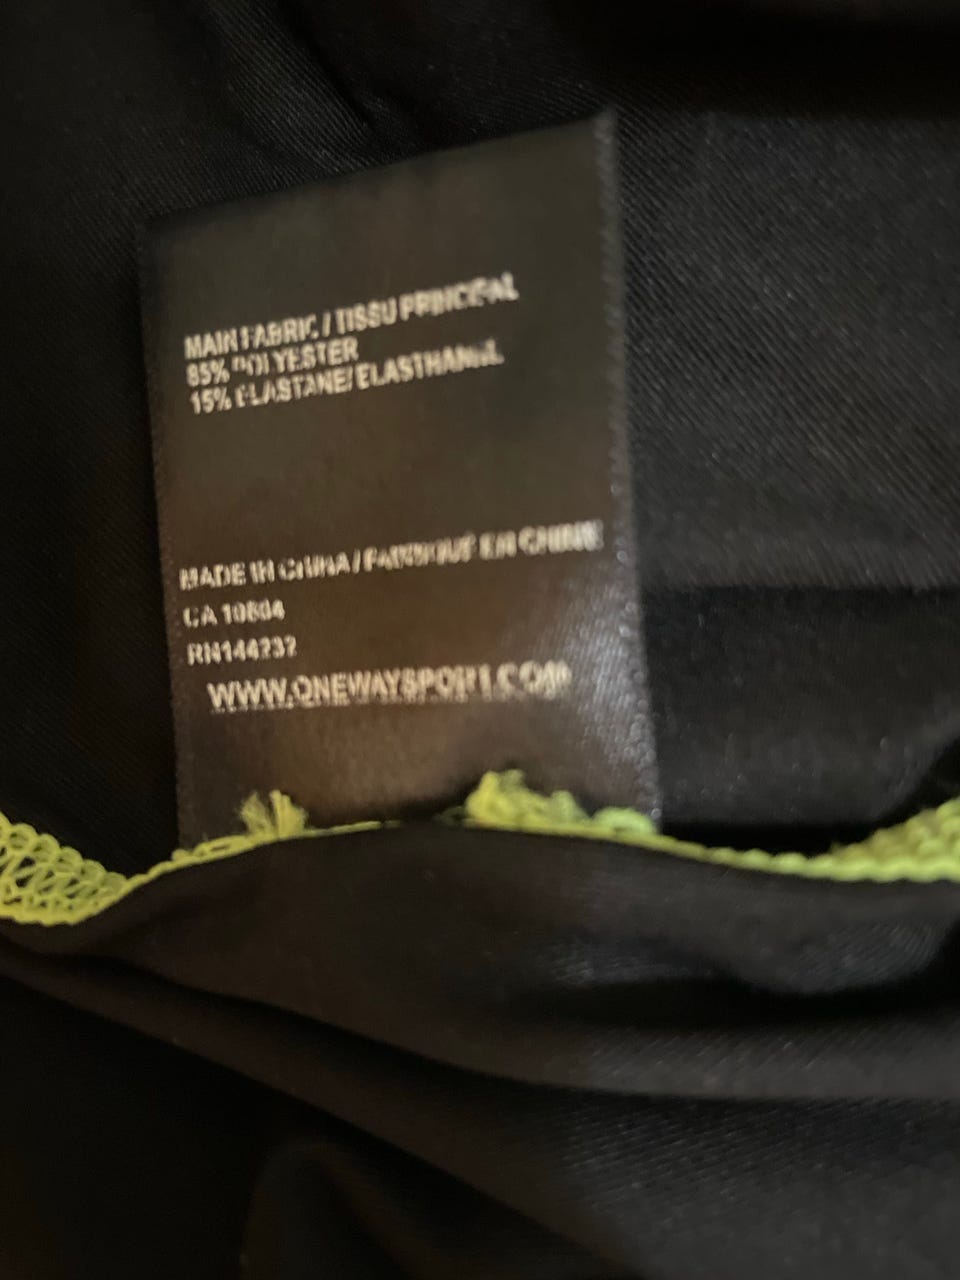 MAIN FABRIC / TISSU PRINCIPAL
85% POLYESTER
15% ELASTANE/ELASTHANNE
MADE IN CHINA / FABRIQUÉ EN CHINE
CA 10604
RN144232
WWW.ONEWAYSPORT.COM